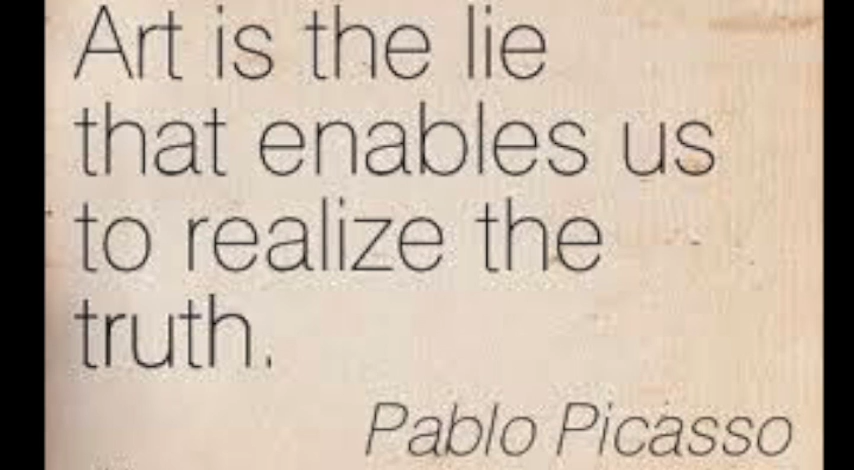 Art is the lie
that enables us
to realize the
truth.
Pablo Picasso